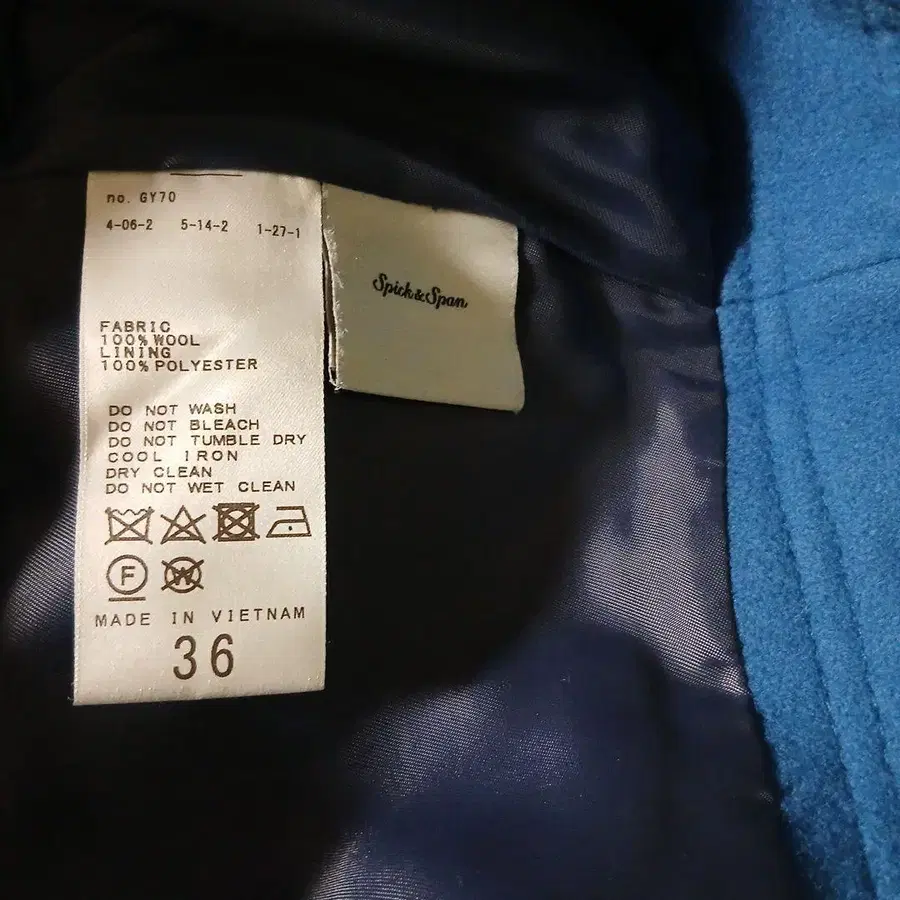 no. GY70
4-06-2 5-14-2 1-27-1
Spick&Span
FABRIC
100% WOOL
LINING
100% POLYESTER
DO NOT WASH
DO NOT BLEACH
DO NOT TUMBLE DRY
COOL IRON
DRY CLEAN
DO NOT WET CLEAN
F W
MADE IN VIETNAM
36